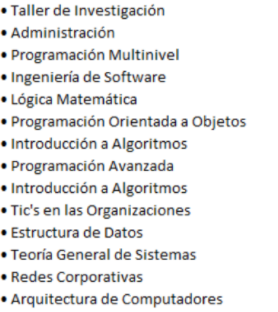 • Taller de Investigación
• Administración
• Programación Multinivel
• Ingeniería de Software
• Lógica Matemática
• Programación Orientada a Objetos
• Introducción a Algoritmos
• Programación Avanzada
• Introducción a Algoritmos
• Tic's en las Organizaciones
• Estructura de Datos
• Teoría General de Sistemas
• Redes Corporativas
• Arquitectura de Computadores